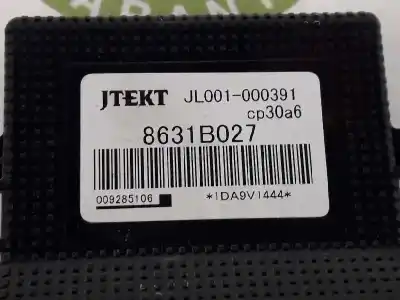 JTEKT JL001-000391
cp30a6
8631B027
009285106 *1DA9V1444*